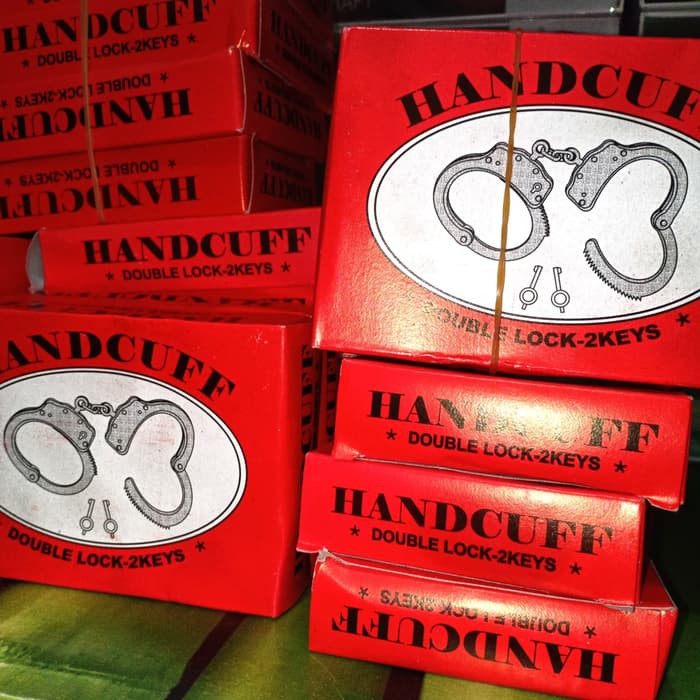 HANDCUFF
★ DOUBLE LOCK-2KEYS
DOUBLE LOCK-2KEYS ★
HANDCUFF
DOUBLE LOCK-2KEYS
HANDCUFF
HANDCUFF
★ DOUBLE LOCK-2KEYS ★
HANDCUFF
DOUBLE LOCK-2KEYS ★
HANDCUFF
DOUBLE LOCK-2KEYS ★
HANDCUFF
★ DOUBLE LOCK-2KEYS ★
HANDCUFF
★ DOUBLE LOCK-2KEYS ★
★ DOUBLE LOCK-2KEYS ★
HANDCUFF